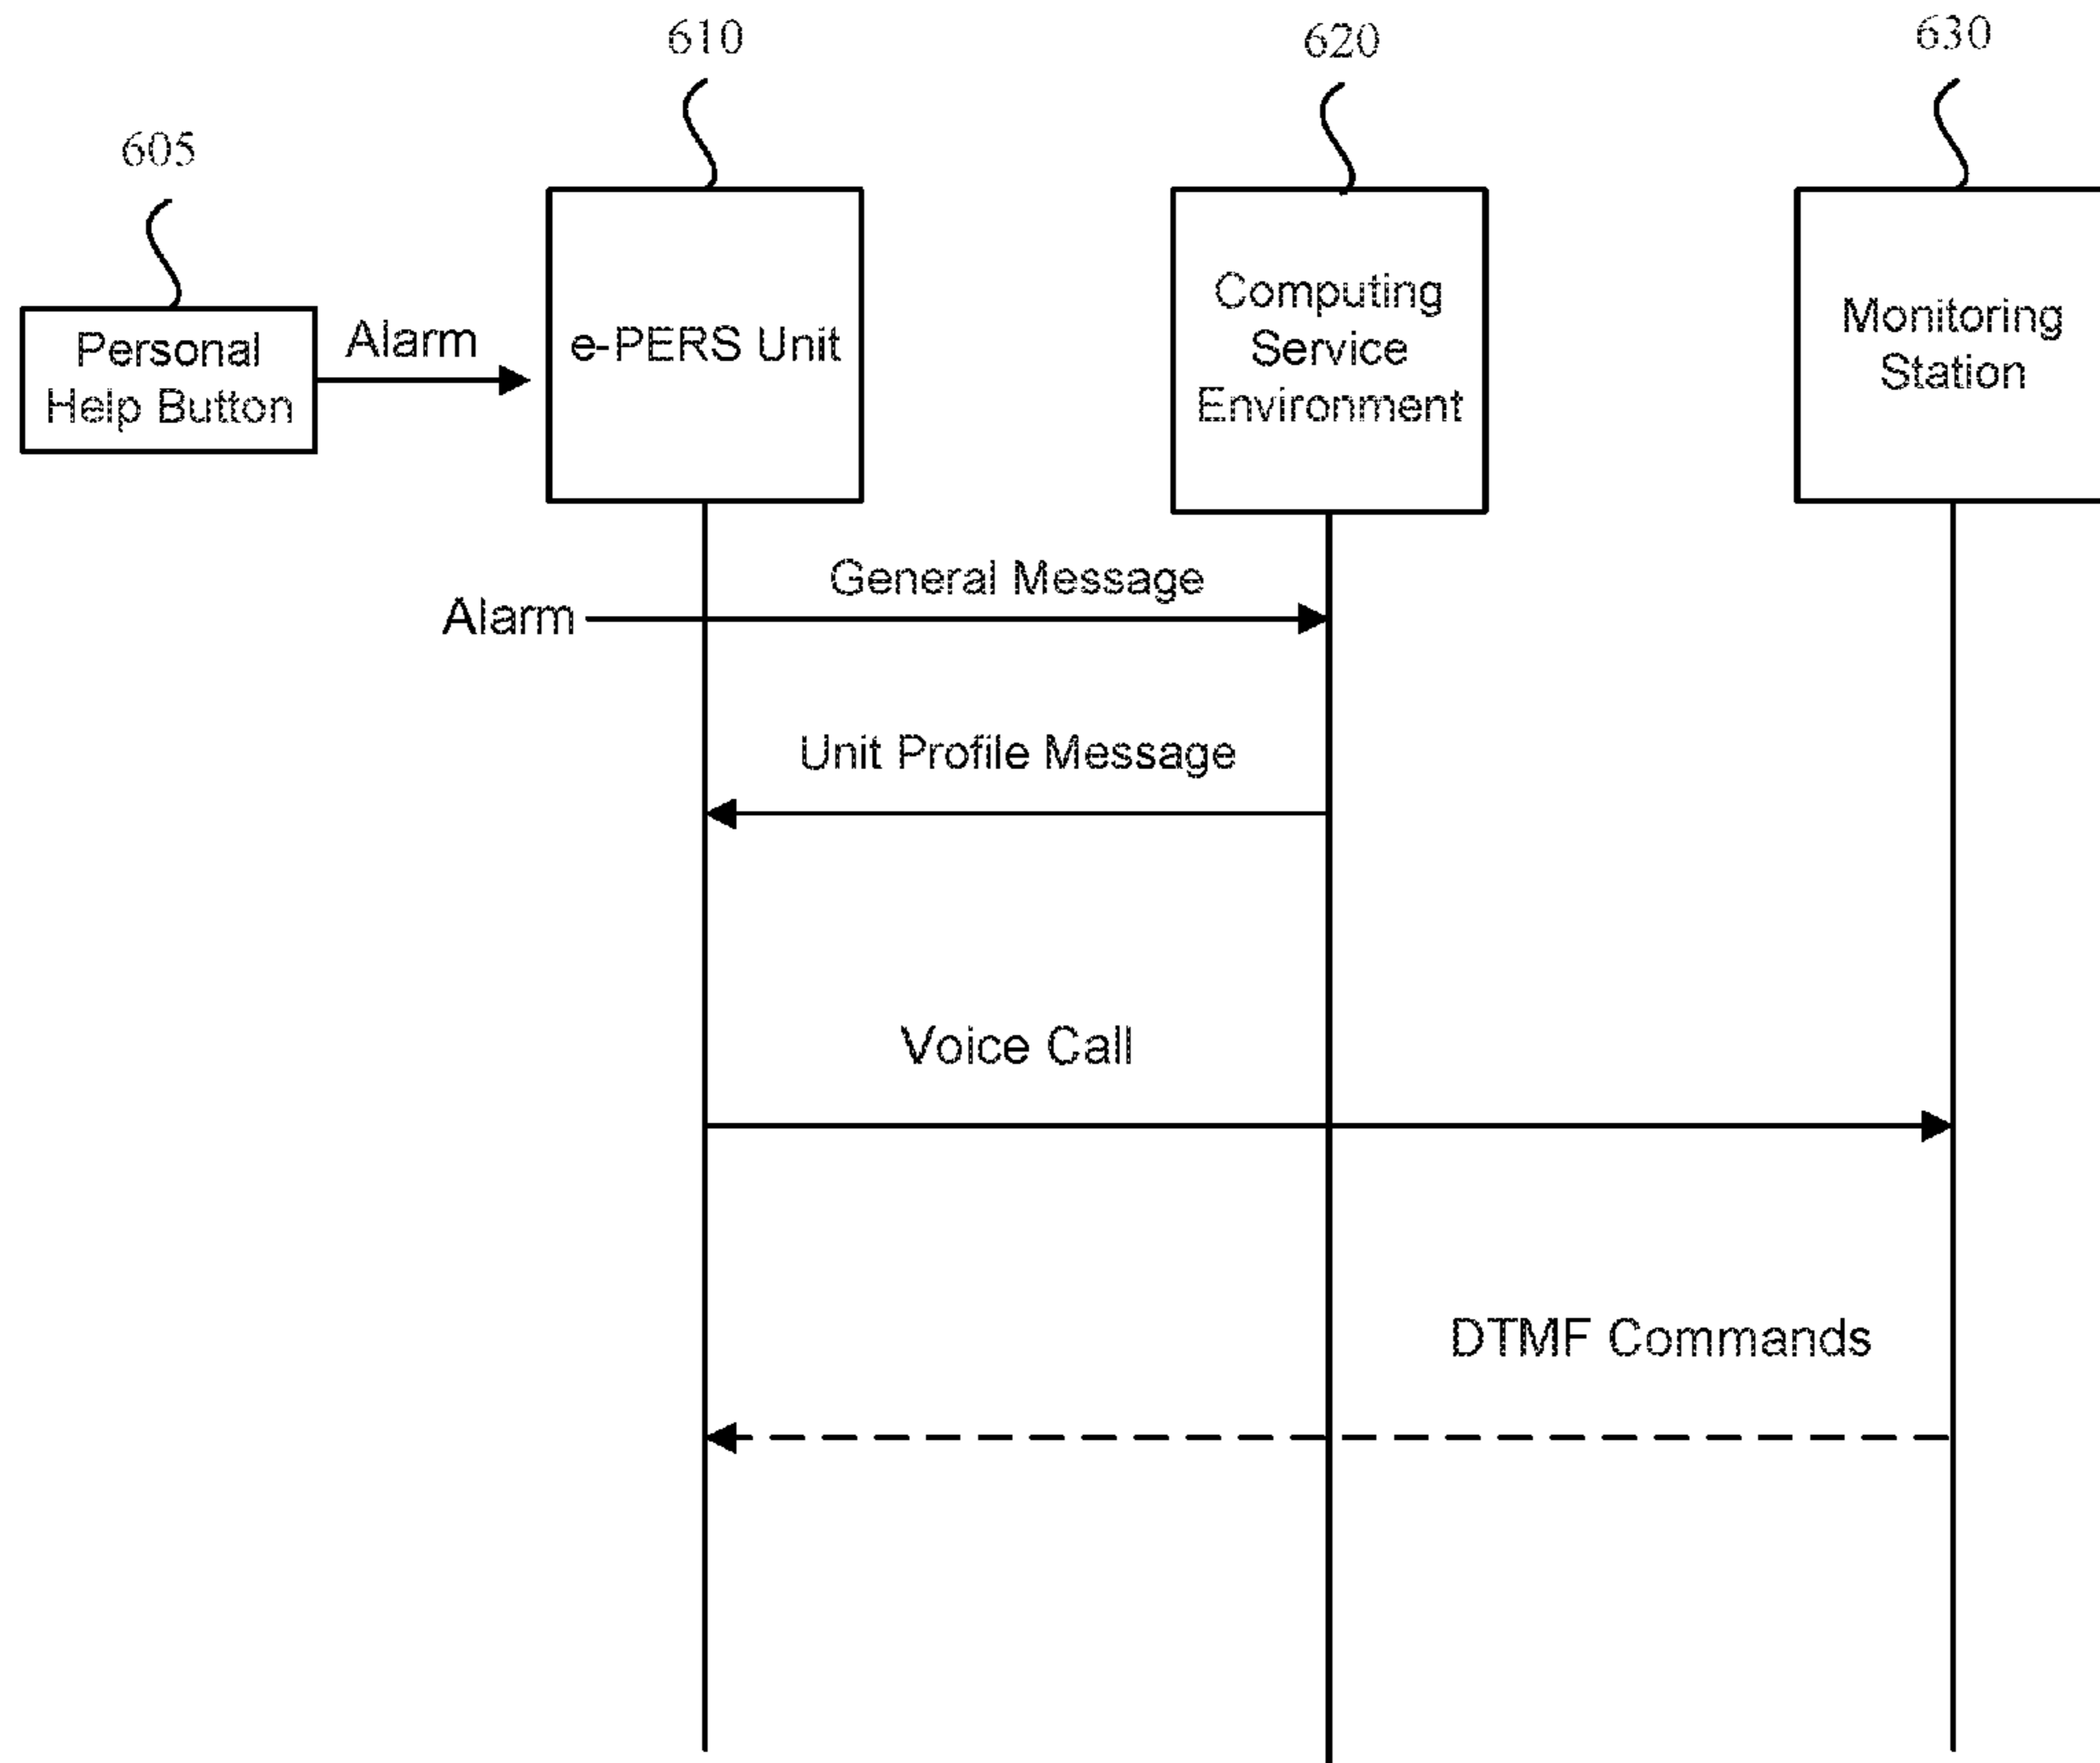 610
620
630
605
Personal
Help Button
Alarm
e-PERS Unit
Computing
Service
Environment
Monitoring
Station
General Message
Alarm
Unit Profile Message
Voice Call
DTMF Commands